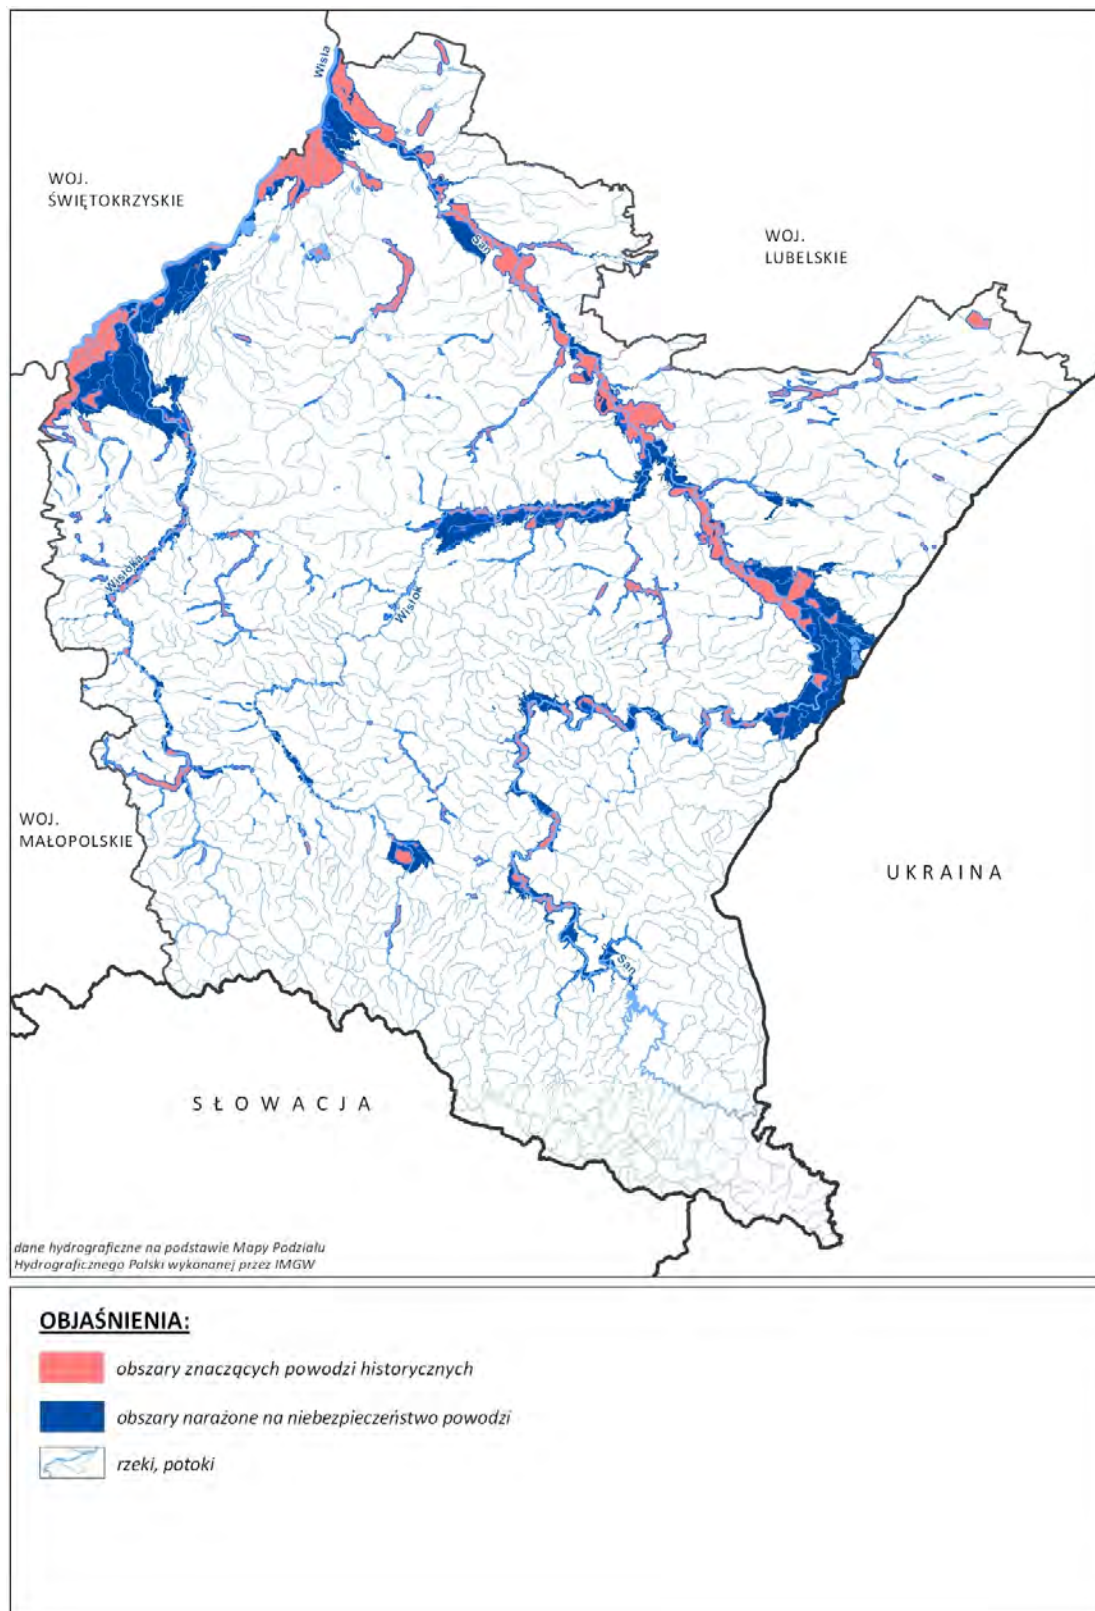 Wisła
WOJ.
ŚWIĘTOKRZYSKIE
WOJ.
LUBELSKIE
San
Wisłoka
Wisłok
WOJ.
MAŁOPOLSKIE
UKRAINA
San
SŁOWACJA
dane hydrograficzne na podstawie Mapy Podziału
Hydrograficznego Polski wykonanej przez IMGW
OBJAŚNIENIA:
obszary znaczących powodzi historycznych
obszary narażone na niebezpieczeństwo powodzi
rzeki, potoki